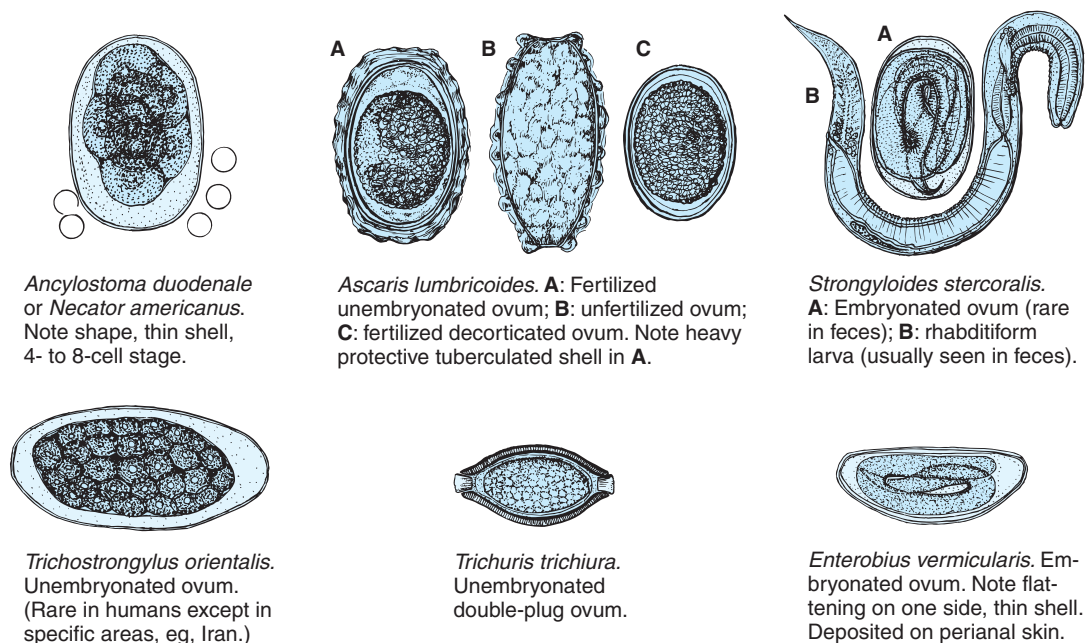 A
B
C
A
B
Ancylostoma duodenale
or Necator americanus.
Note shape, thin shell,
4- to 8-cell stage.
Ascaris lumbricoides. A: Fertilized
unembryonated ovum; B: unfertilized ovum;
C: fertilized decorticated ovum. Note heavy
protective tuberculated shell in A.
Strongyloides stercoralis.
A: Embryonated ovum (rare
in feces); B: rhabditiform
larva (usually seen in feces).
Trichostrongylus orientalis.
Unembryonated ovum.
(Rare in humans except in
specific areas, eg, Iran.)
Trichuris trichiura.
Unembryonated
double-plug ovum.
Enterobius vermicularis. Em-
bryonated ovum. Note flat-
tening on one side, thin shell.
Deposited on perianal skin.